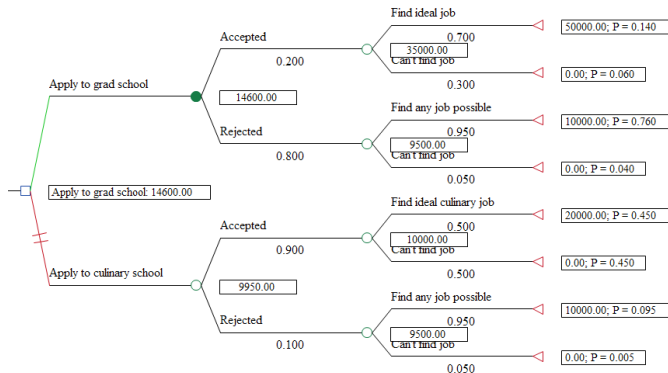 Find ideal job
50000.00; P = 0.140
Accepted
0.700
35000.00
Can't find job
0.200
0.00; P = 0.060
Apply to grad school
0.300
14600.00
Find any job possible
10000.00; P = 0.760
Rejected
0.950
9500.00
Can't find job
0.800
0.00; P = 0.040
0.050
Apply to grad school: 14600.00
Find ideal culinary job
20000.00; P = 0.450
Accepted
0.500
10000.00
Can't find job
0.900
0.00; P = 0.450
Apply to culinary school
0.500
9950.00
Find any job possible
10000.00; P = 0.095
Rejected
0.950
9500.00
Can't find job
0.100
0.00; P = 0.005
0.050